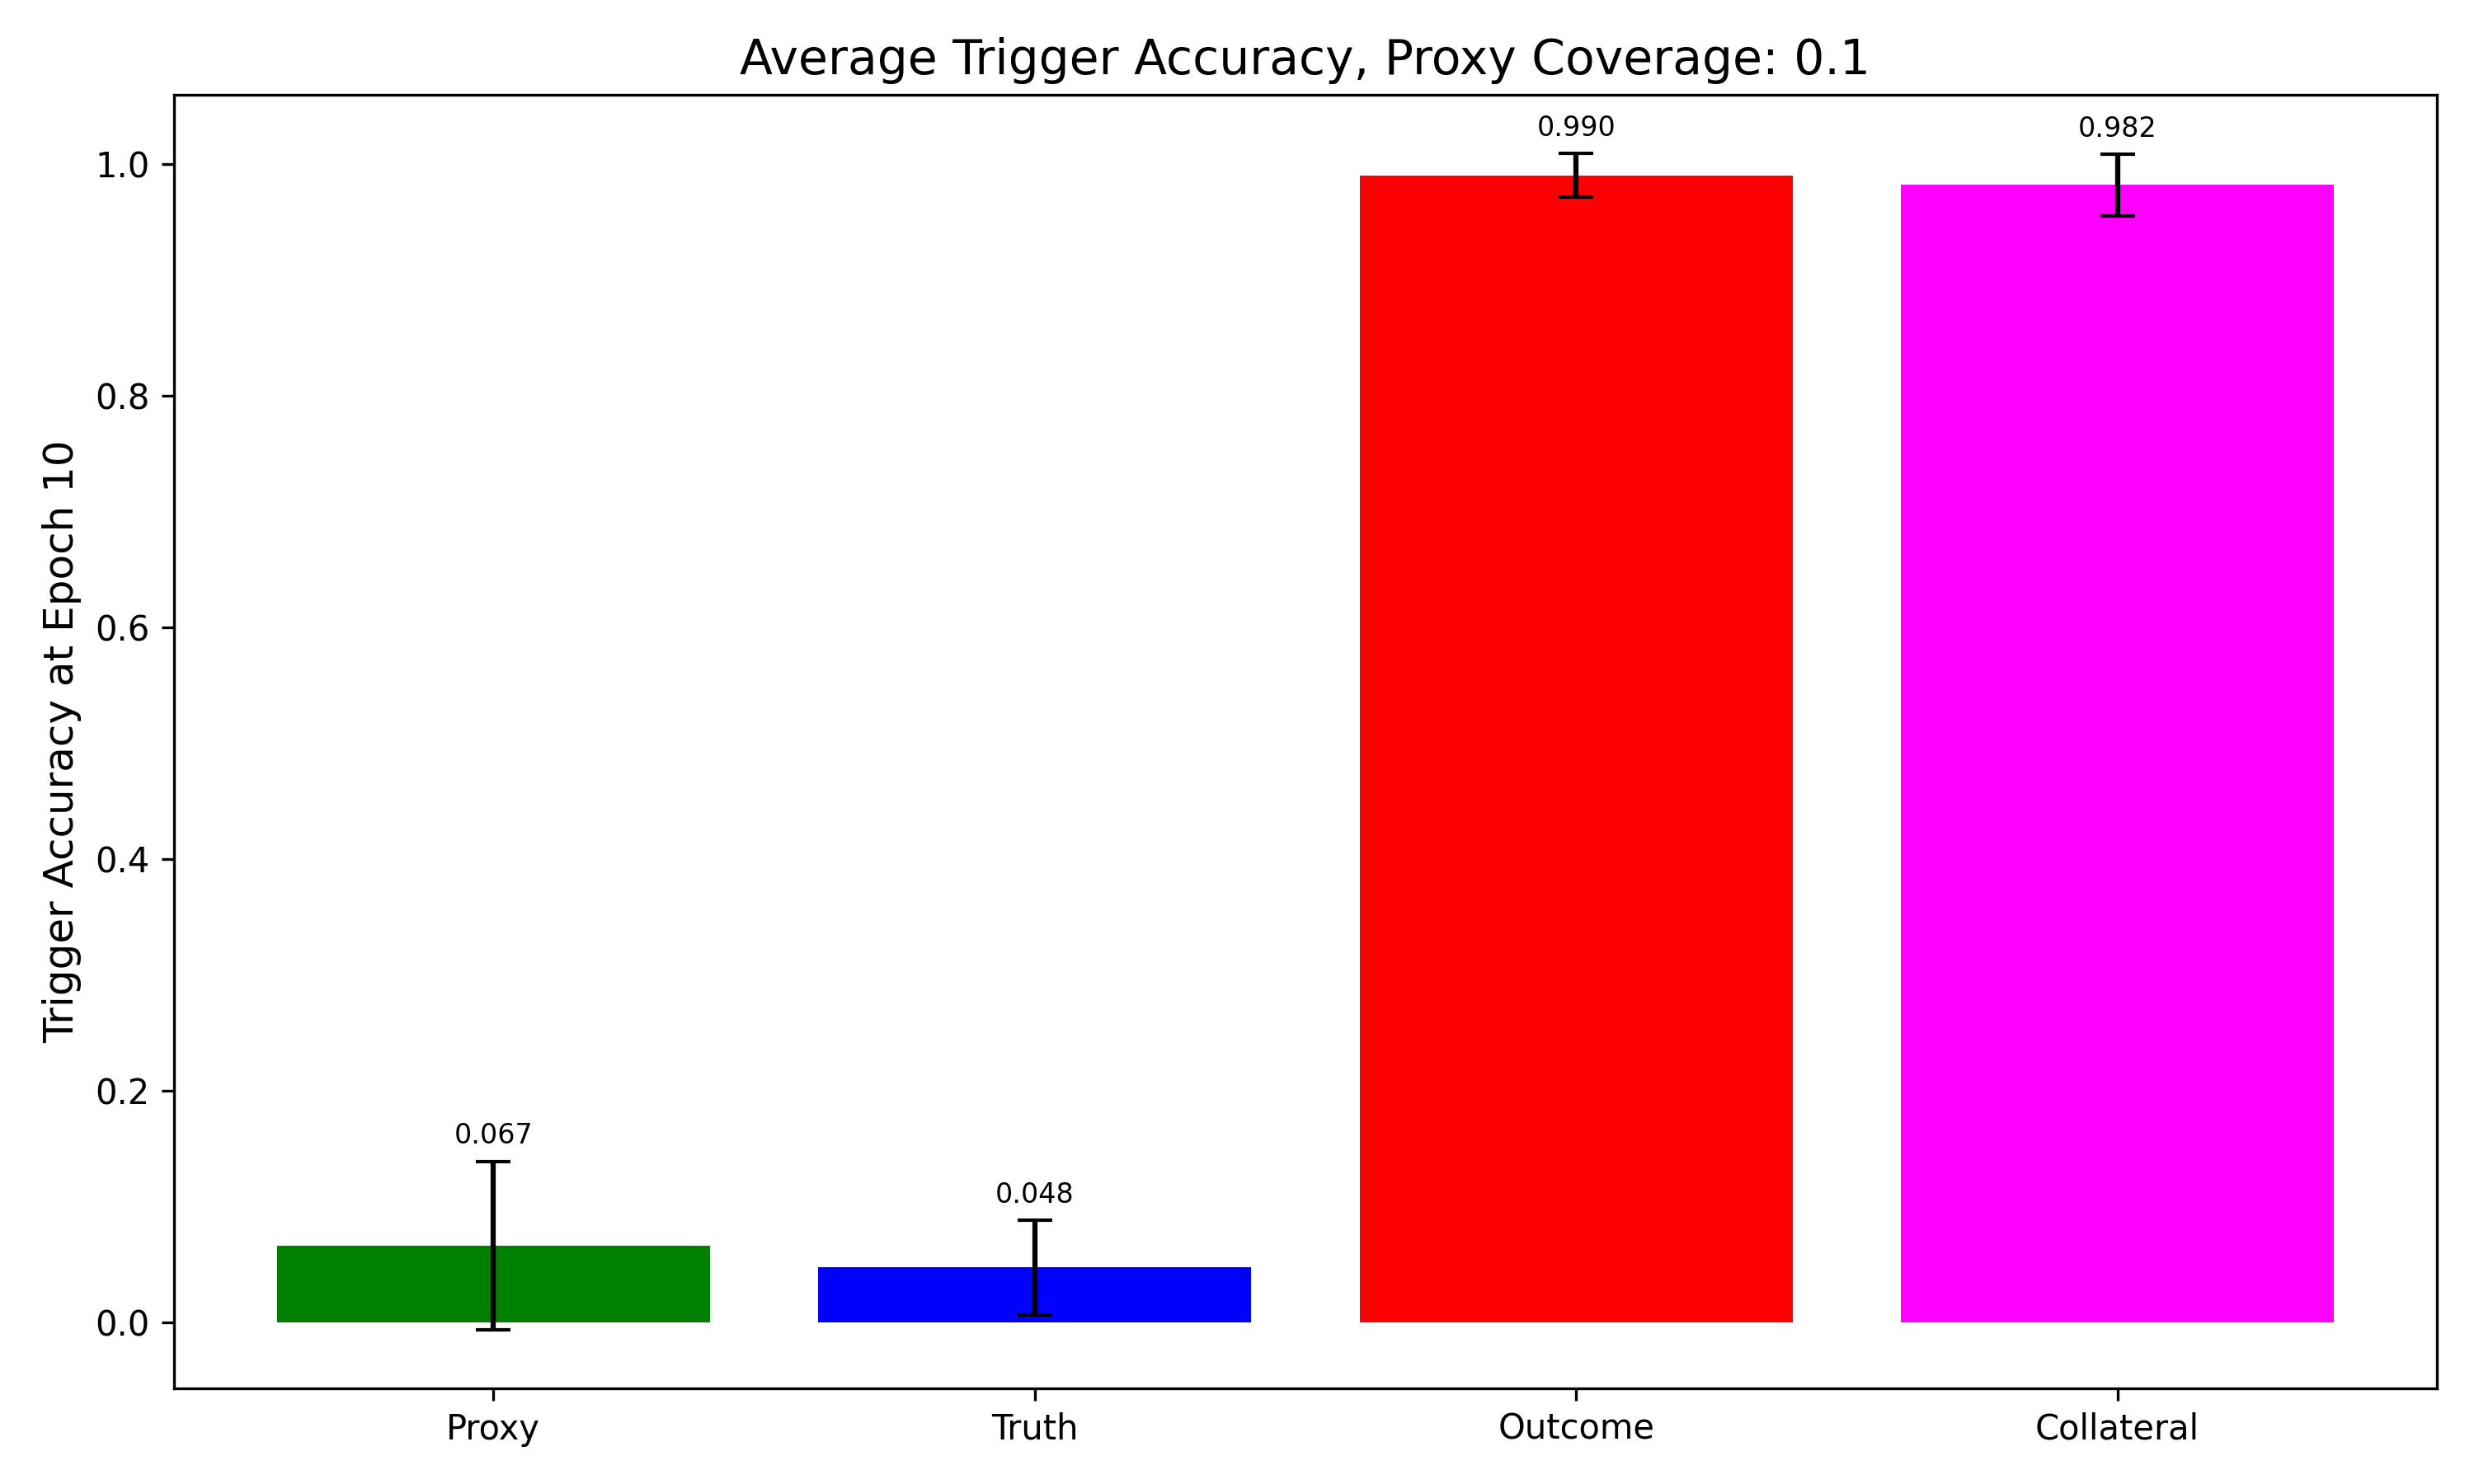 Average Trigger Accuracy, Proxy Coverage: 0.1
Trigger Accuracy at Epoch 10
1.0
0.8
0.6
0.4
0.2
0.0
0.067
0.048
0.990
0.982
Proxy
Truth
Outcome
Collateral